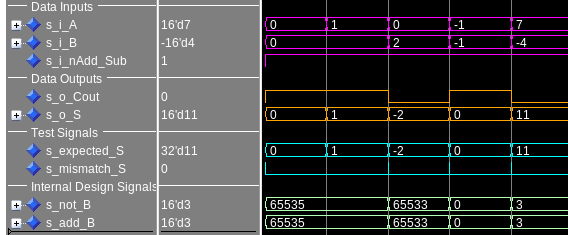 Data Inputs
s_i_A 16'd7 0 1 0 -1 7
s_i_B -16'd4 0 2 -1 -4
s_i_nAdd_Sub 1
Data Outputs
s_o_Cout 0
s_o_S 16'd11 0 1 -2 0 11
Test Signals
s_expected_S 32'd11 0 1 -2 0 11
s_mismatch_S 0
Internal Design Signals
s_not_B 16'd3 65535 65533 0 3
s_add_B 16'd3 65535 65533 0 3